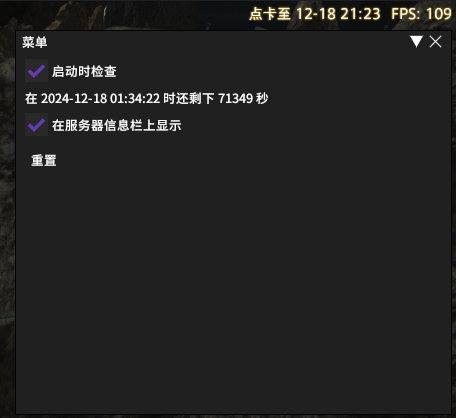 点卡至 12-18 21:23 FPS: 109
菜单
启动时检查
在 2024-12-18 01:34:22 时还剩下 71349 秒
在服务器信息栏上显示
重置